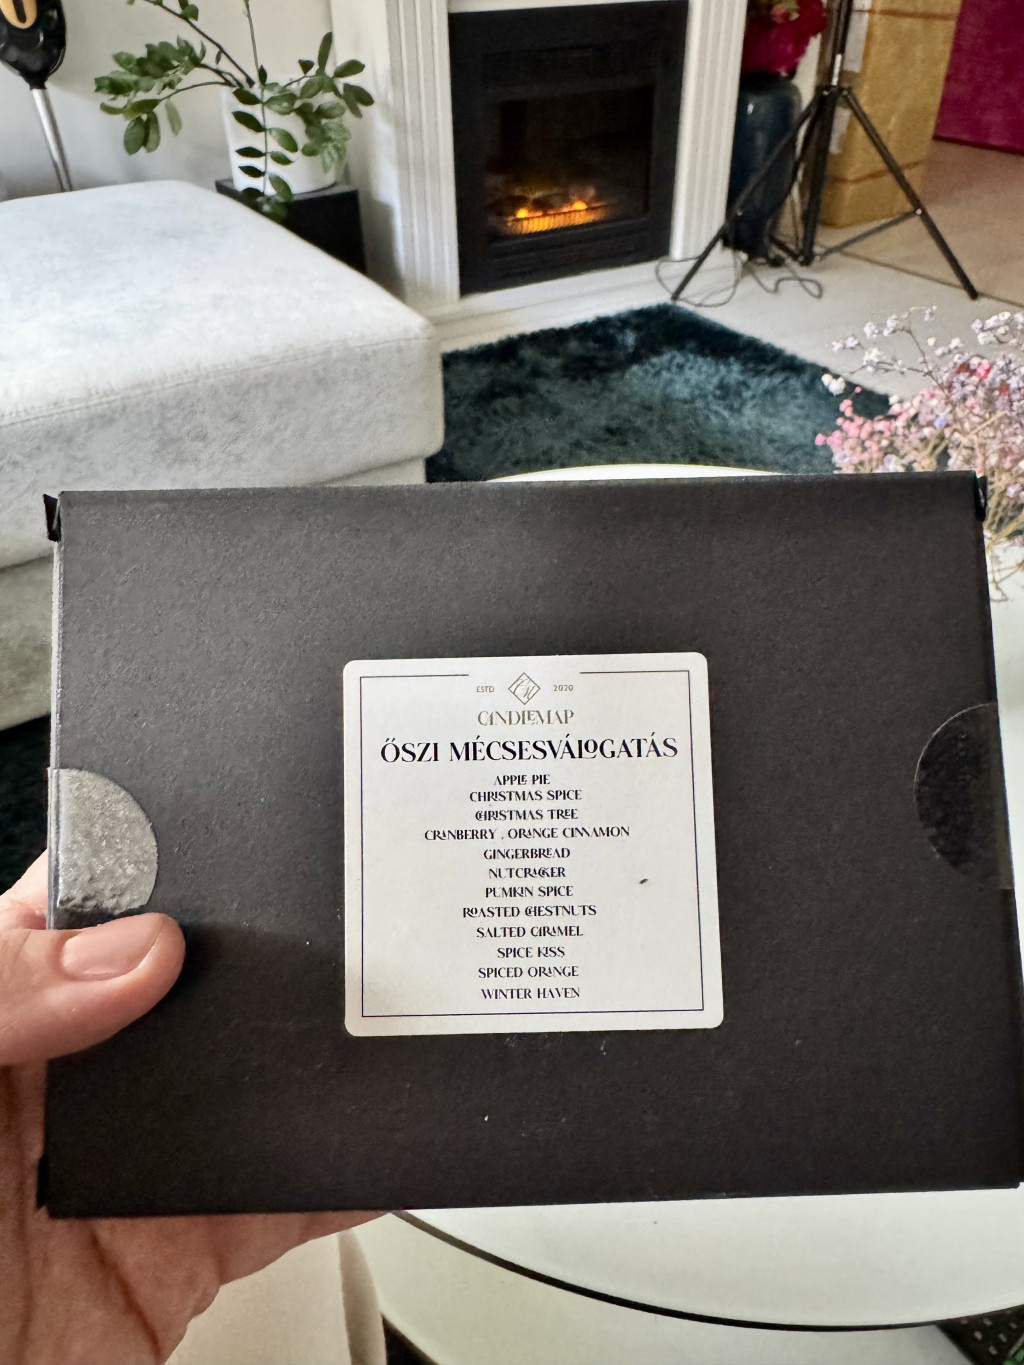 ESTD 2020
CANDLEMAP
ŐSZI MÉCSESVÁLOGATÁS
APPLE PIE
CHRISTMAS SPICE
CHRISTMAS TREE
CRANBERRY , ORANGE CINNAMON
GINGERBREAD
NUTCRACKER
PUMKIN SPICE
ROASTED CHESTNUTS
SALTED CARAMEL
SPICE KISS
SPICED ORANGE
WINTER HAVEN